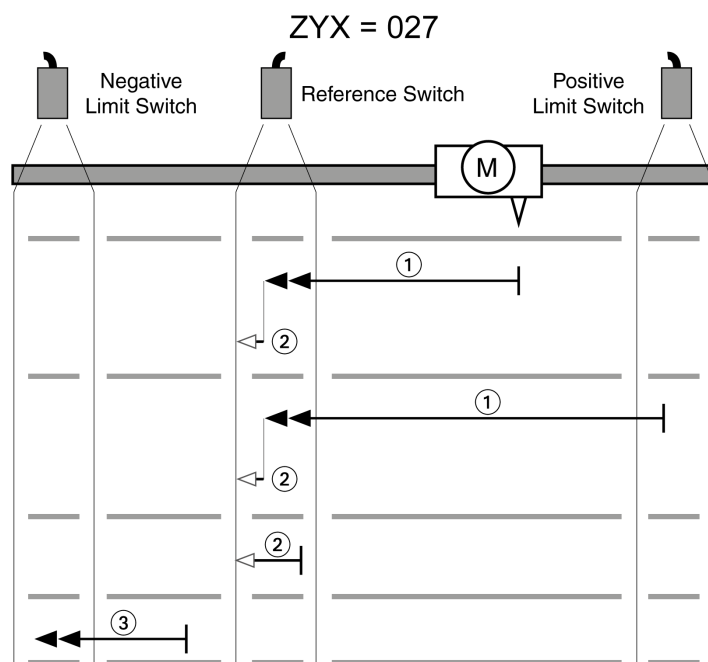 ZYX = 027
Negative
Limit Switch
Reference Switch
Positive
Limit Switch
M
1
2
1
2
2
3